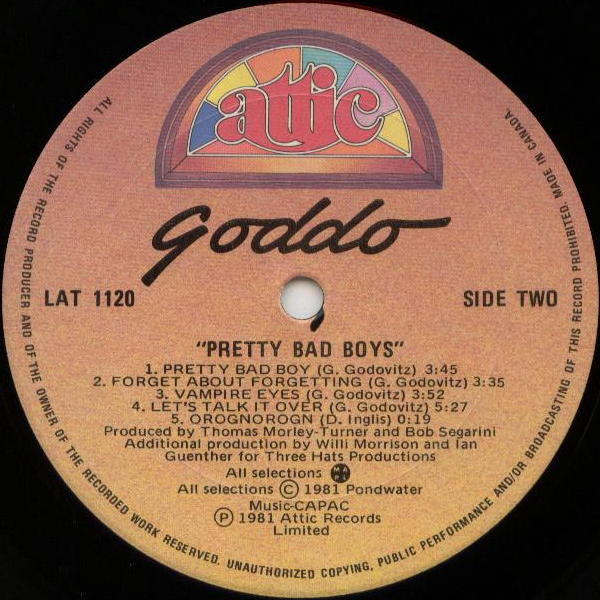 attic
goddo
LAT 1120
SIDE TWO
"PRETTY BAD BOYS"
1. PRETTY BAD BOY (G. Godovitz) 3:45
2. FORGET ABOUT FORGETTING (G. Godovitz) 3:35
3. VAMPIRE EYES (G. Godovitz) 3:52
4. LET'S TALK IT OVER (G. Godovitz) 5:27
5. OROGNOROGN (D. Inglis) 0:19
Produced by Thomas Morley-Turner and Bob Segarini
Additional production by Willi Morrison and Ian
Guenther for Three Hats Productions
All selections MAPL
All selections © 1981 Pondwater
Music-CAPAC
℗ 1981 Attic Records
Limited
ALL RIGHTS OF THE RECORD PRODUCER AND OF THE OWNER OF THE RECORDED WORK RESERVED. UNAUTHORIZED COPYING, PUBLIC PERFORMANCE AND/OR BROADCASTING OF THIS RECORD PROHIBITED. MADE IN CANADA.